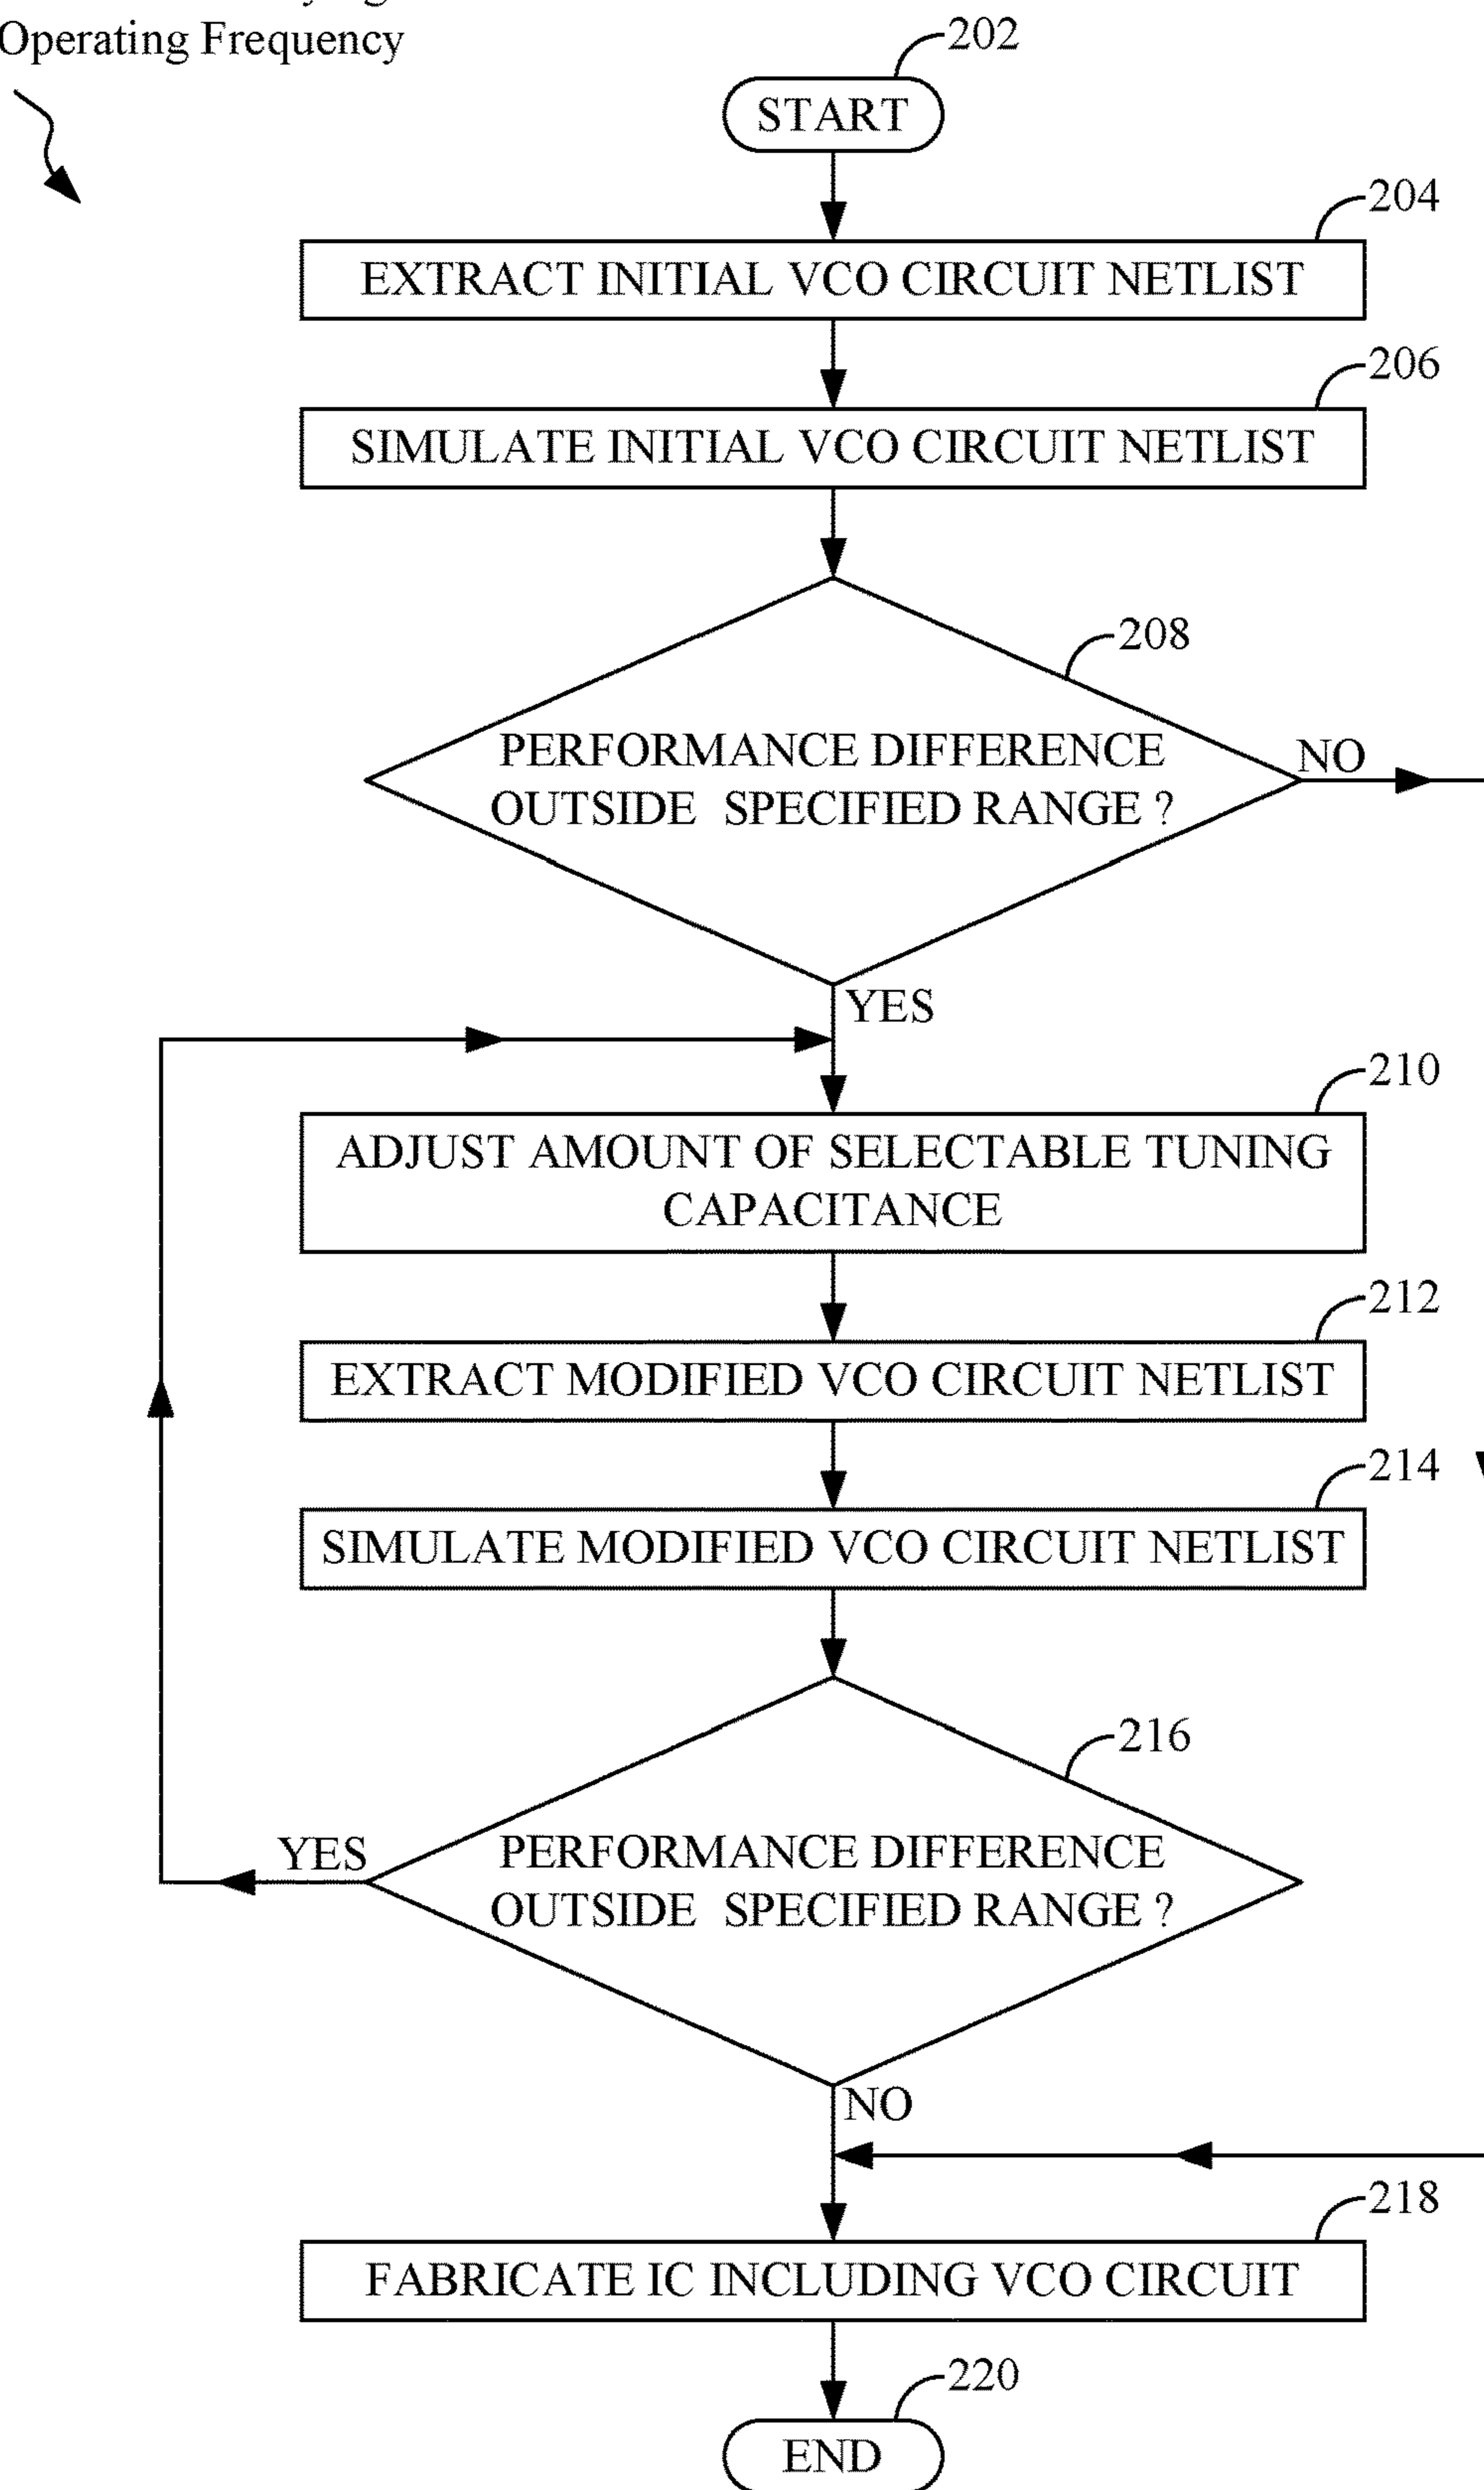 Operating Frequency
202
START
204
EXTRACT INITIAL VCO CIRCUIT NETLIST
206
SIMULATE INITIAL VCO CIRCUIT NETLIST
208
PERFORMANCE DIFFERENCE
OUTSIDE SPECIFIED RANGE ?
NO
YES
210
ADJUST AMOUNT OF SELECTABLE TUNING
CAPACITANCE
212
EXTRACT MODIFIED VCO CIRCUIT NETLIST
214
SIMULATE MODIFIED VCO CIRCUIT NETLIST
216
PERFORMANCE DIFFERENCE
OUTSIDE SPECIFIED RANGE ?
YES
NO
218
FABRICATE IC INCLUDING VCO CIRCUIT
220
END